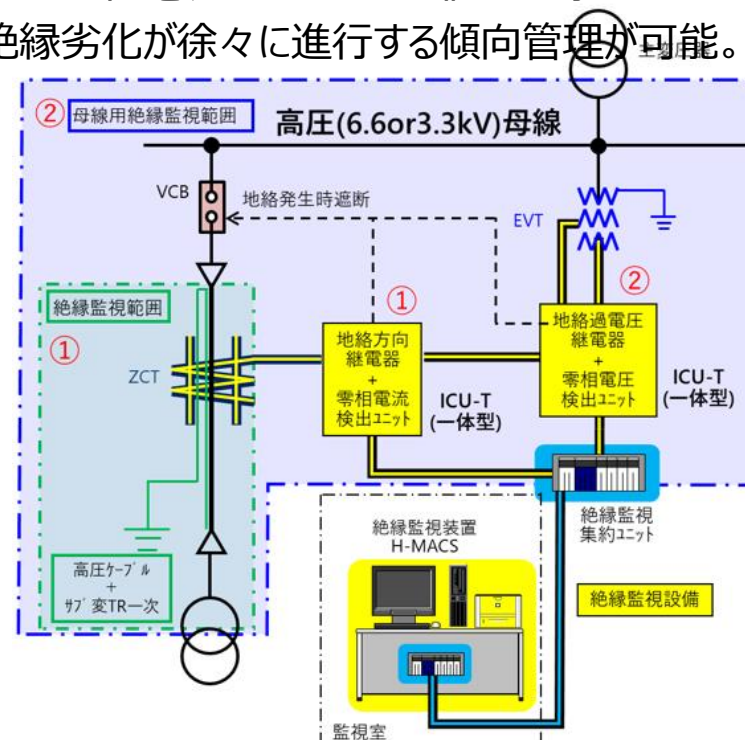 絶縁劣化が徐々に進行する傾向管理が可能。
主変圧器
② 母線用絶縁監視範囲
高圧(6.6or3.3kV)母線
VCB
地絡発生時遮断
EVT
絶縁監視範囲
①
ZCT
①
地絡方向
継電器
+
零相電流
検出ユニット
ICU-T
(一体型)
②
地絡過電圧
継電器
+
零相電圧
検出ユニット
ICU-T
(一体型)
高圧ケーブル
+
サブ変TR一次
絶縁監視
集約ユニット
絶縁監視装置
H-MACS
絶縁監視設備
監視室